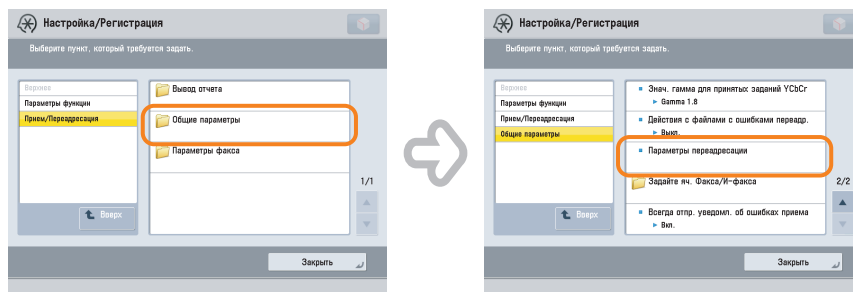 Настройка/Регистрация
Выберите пункт, который требуется задать.
Верхнее
Параметры функции
Прием/Переадресация
Вывод отчета
Общие параметры
Параметры факса
1/1
Вверх
Закрыть
Настройка/Регистрация
Выберите пункт, который требуется задать.
Верхнее
Параметры функции
Прием/Переадресация
Общие параметры
Знач. гамма для принятых заданий YCbCr
Gamma 1.8
Действия с файлами с ошибками переадр.
Выкл.
Параметры переадресации
Задайте яч. Факса/И-факса
Всегда отпр. уведомл. об ошибках приема
Вкл.
2/2
Вверх
Закрыть